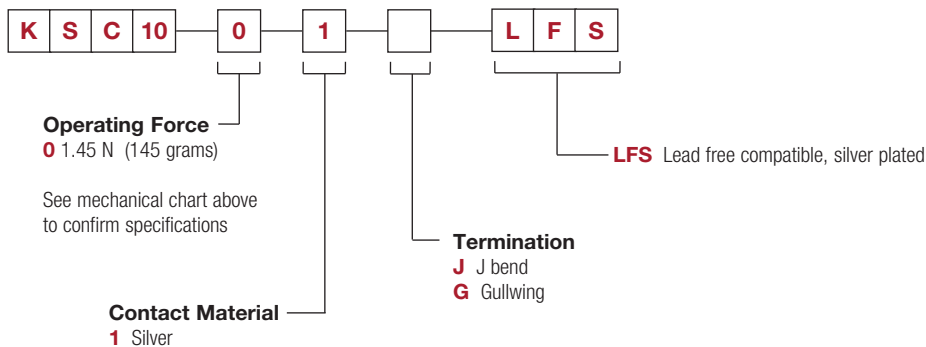 K S C 10 0 1 L F S
Operating Force
0 1.45 N (145 grams)
See mechanical chart above
to confirm specifications
LFS Lead free compatible, silver plated
Termination
J J bend
G Gullwing
Contact Material
1 Silver